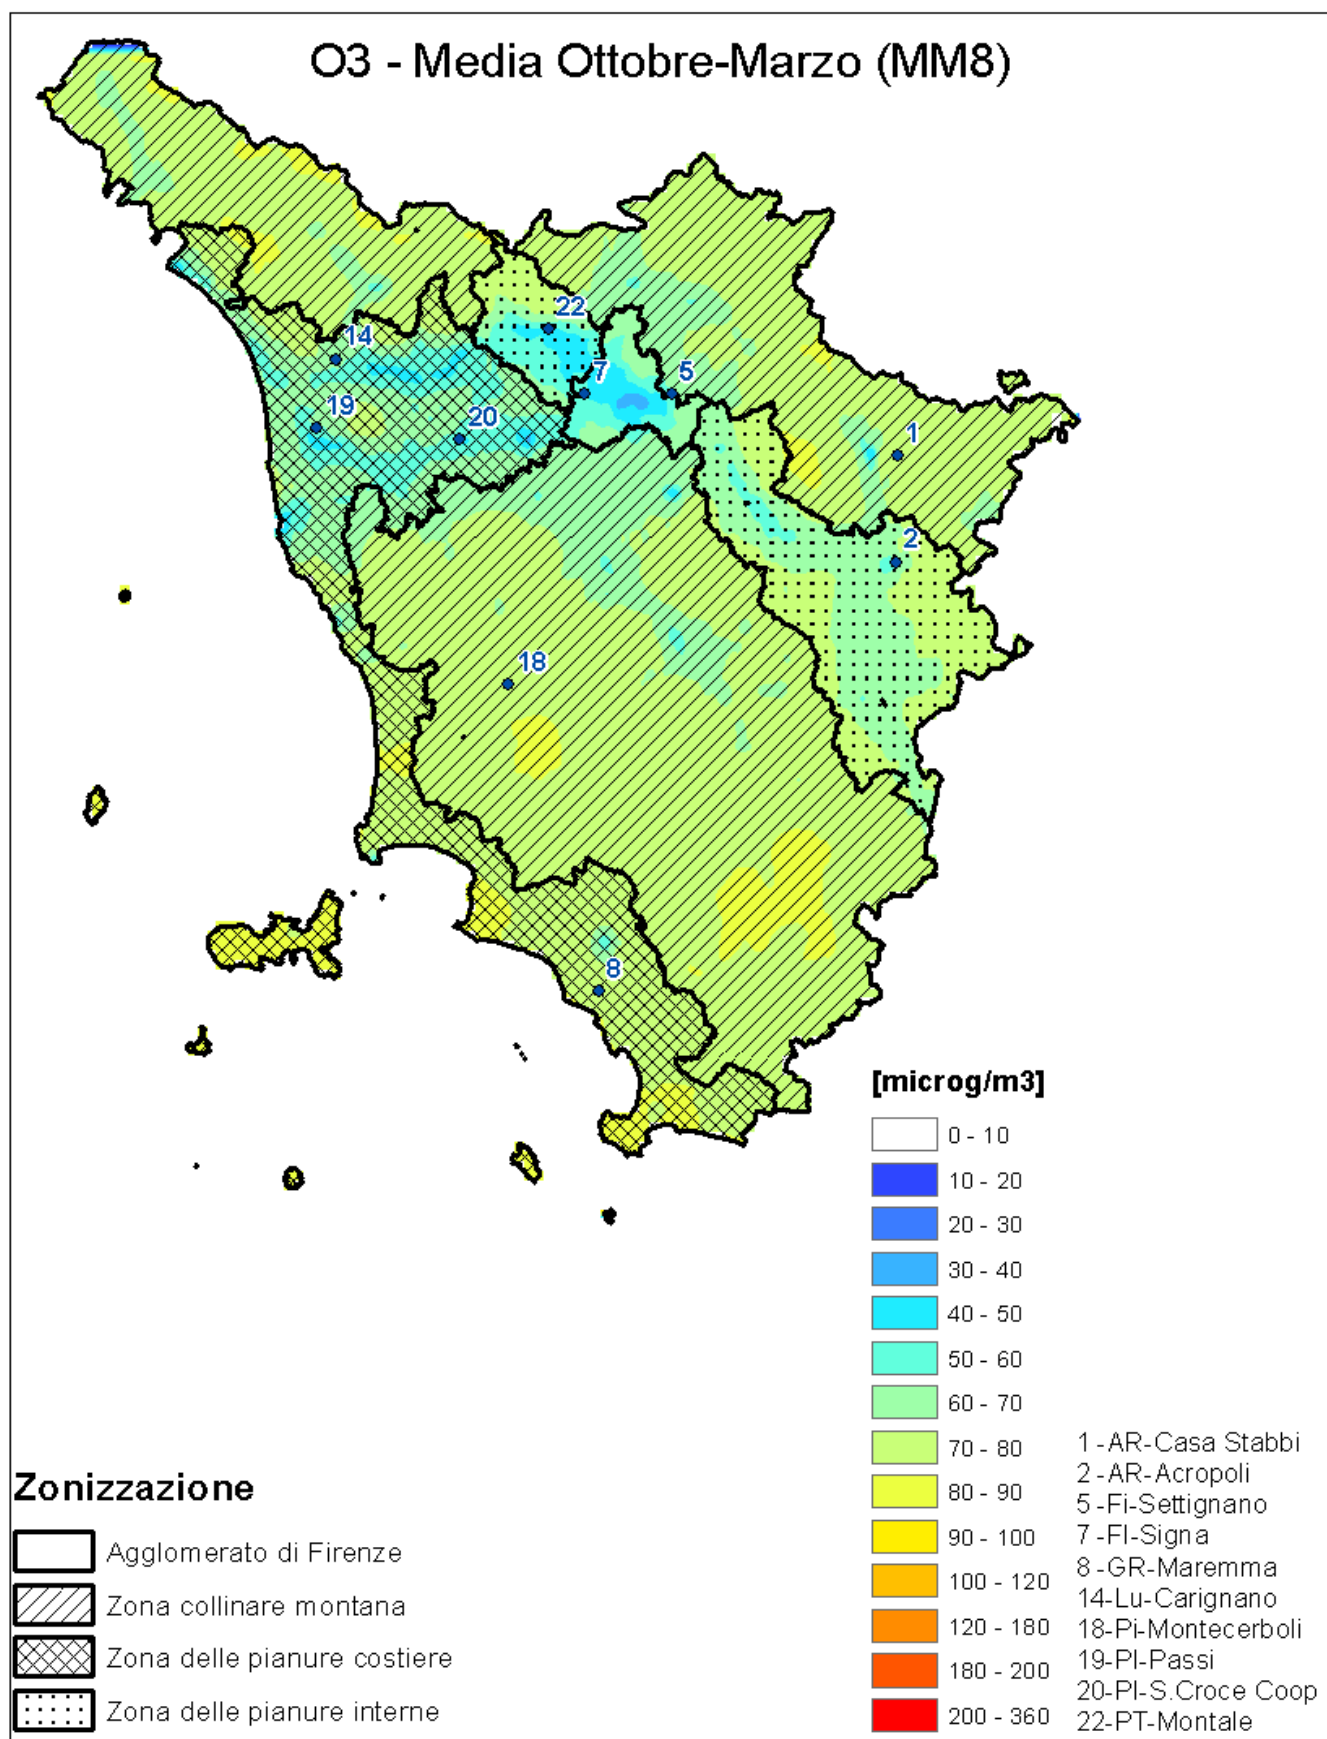 O3 - Media Ottobre-Marzo (MM8)
22
14
7
5
19
20
1
2
18
8
[microg/m3]
0 - 10
10 - 20
20 - 30
30 - 40
40 - 50
50 - 60
60 - 70
70 - 80
80 - 90
90 - 100
100 - 120
120 - 180
180 - 200
200 - 360
1 -AR-Casa Stabbi
2 -AR-Acropoli
5 -Fi-Settignano
7 -FI-Signa
8 -GR-Maremma
14-Lu-Carignano
18-Pi-Montecerboli
19-PI-Passi
20-PI-S.Croce Coop
22-PT-Montale
Zonizzazione
Agglomerato di Firenze
Zona collinare montana
Zona delle pianure costiere
Zona delle pianure interne